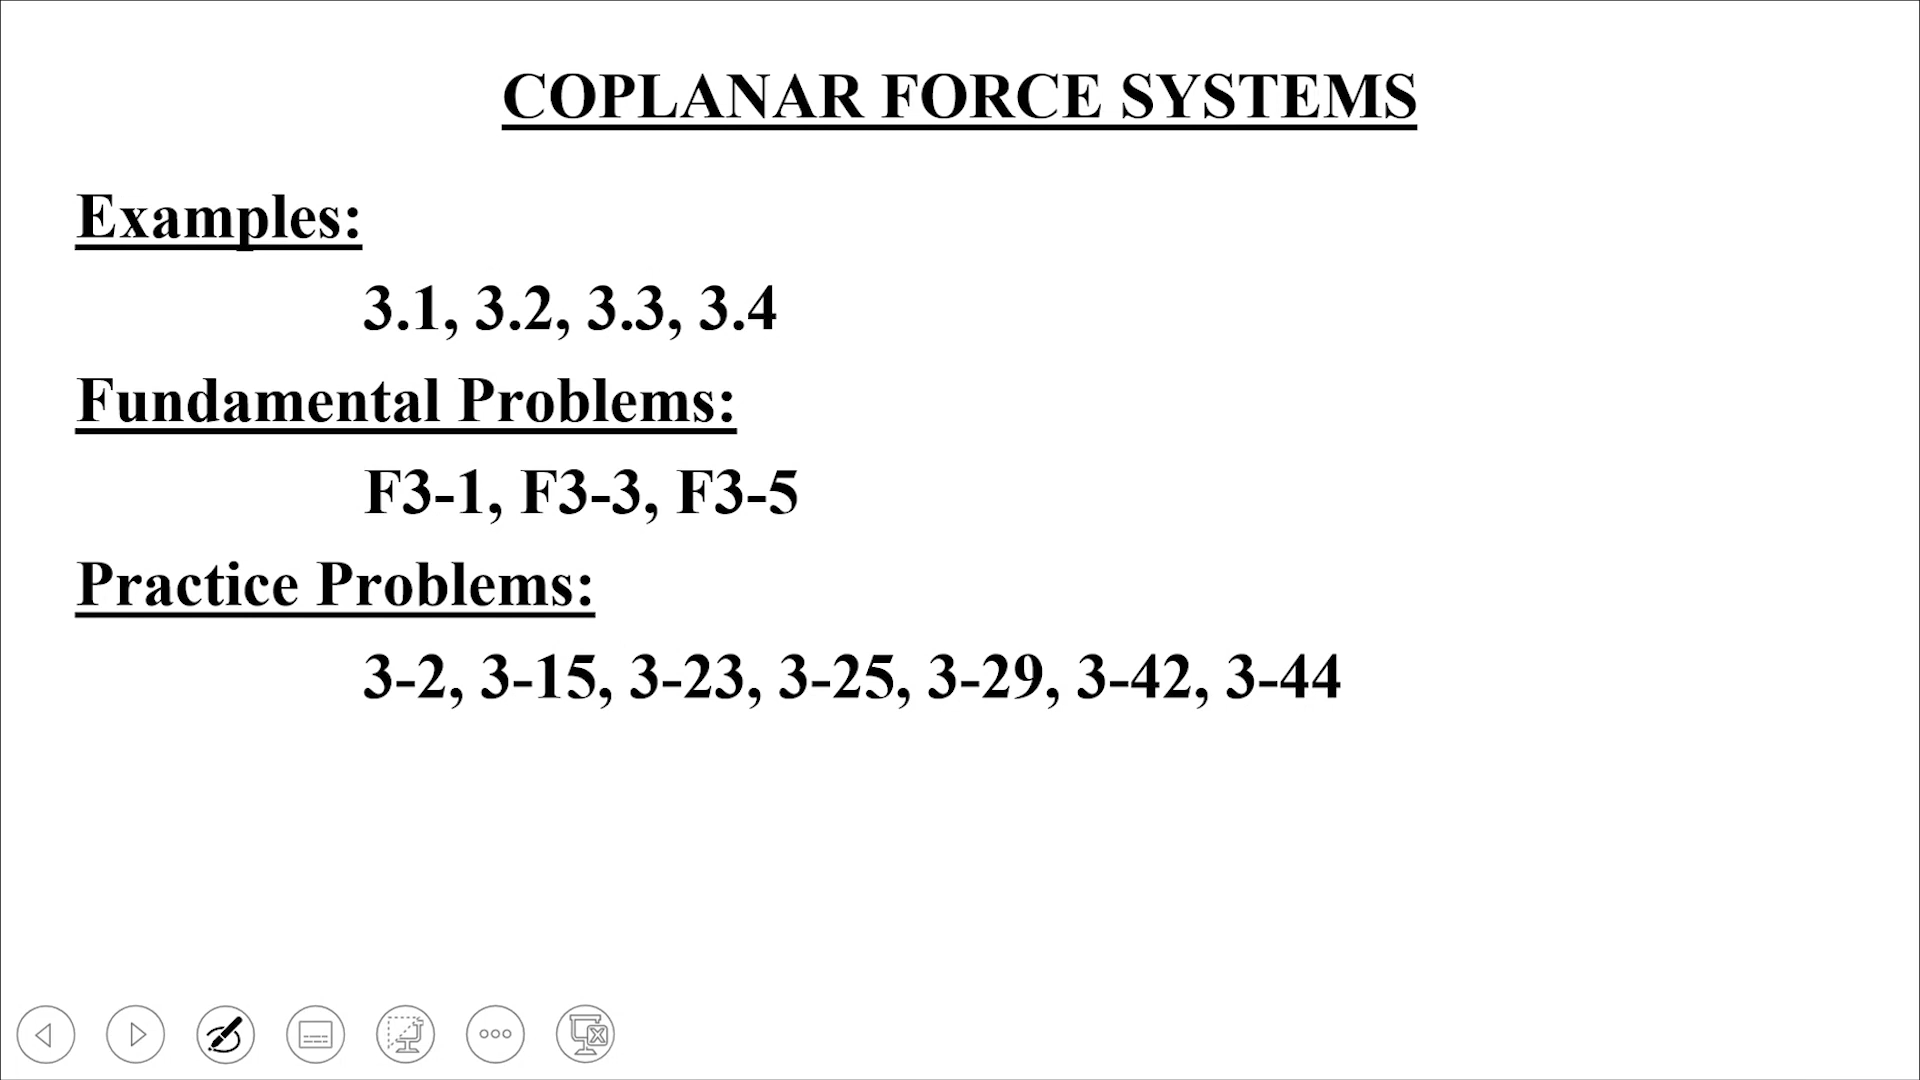 COPLANAR FORCE SYSTEMS
Examples:
3.1, 3.2, 3.3, 3.4
Fundamental Problems:
F3-1, F3-3, F3-5
Practice Problems:
3-2, 3-15, 3-23, 3-25, 3-29, 3-42, 3-44